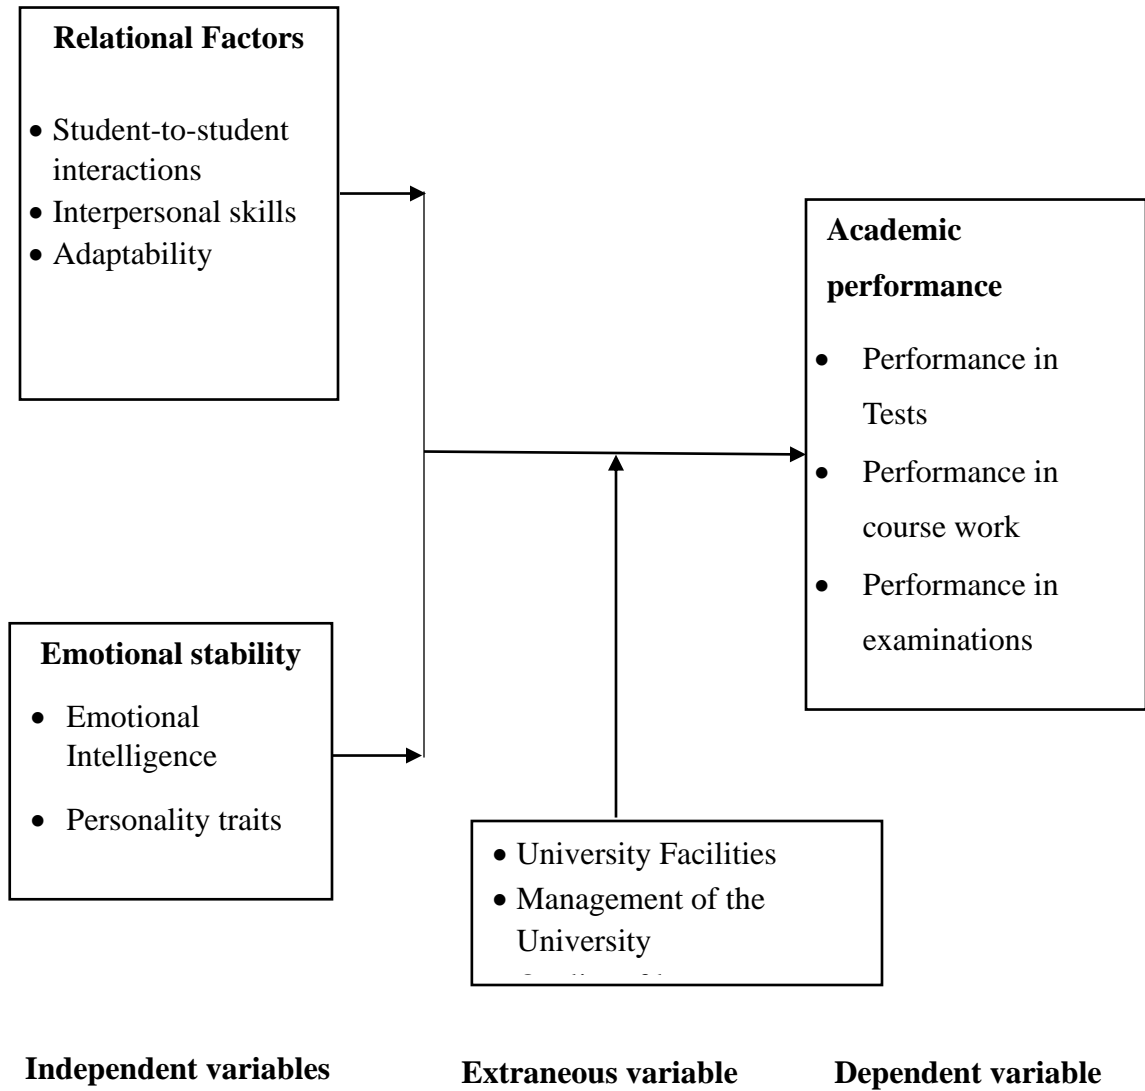 Relational Factors
• Student-to-student
interactions
• Interpersonal skills
• Adaptability
Academic
performance
• Performance in
Tests
• Performance in
course work
• Performance in
examinations
Emotional stability
• Emotional
Intelligence
• Personality traits
• University Facilities
• Management of the
University
Independent variables
Extraneous variable
Dependent variable